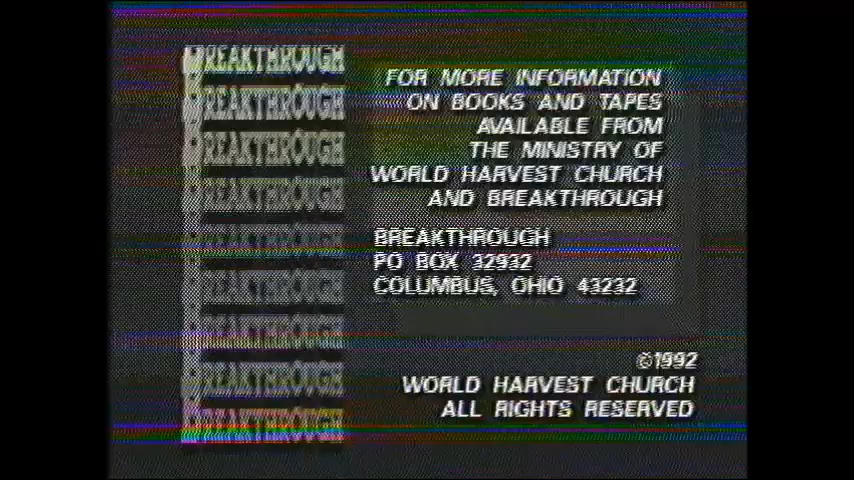 BREAKTHROUGH
BREAKTHROUGH
BREAKTHROUGH
BREAKTHROUGH
BREAKTHROUGH
BREAKTHROUGH
BREAKTHROUGH
BREAKTHROUGH
BREAKTHROUGH
FOR MORE INFORMATION
ON BOOKS AND TAPES
AVAILABLE FROM
THE MINISTRY OF
WORLD HARVEST CHURCH
AND BREAKTHROUGH
BREAKTHROUGH
PO BOX 32932
COLUMBUS, OHIO 43232
©1992
WORLD HARVEST CHURCH
ALL RIGHTS RESERVED